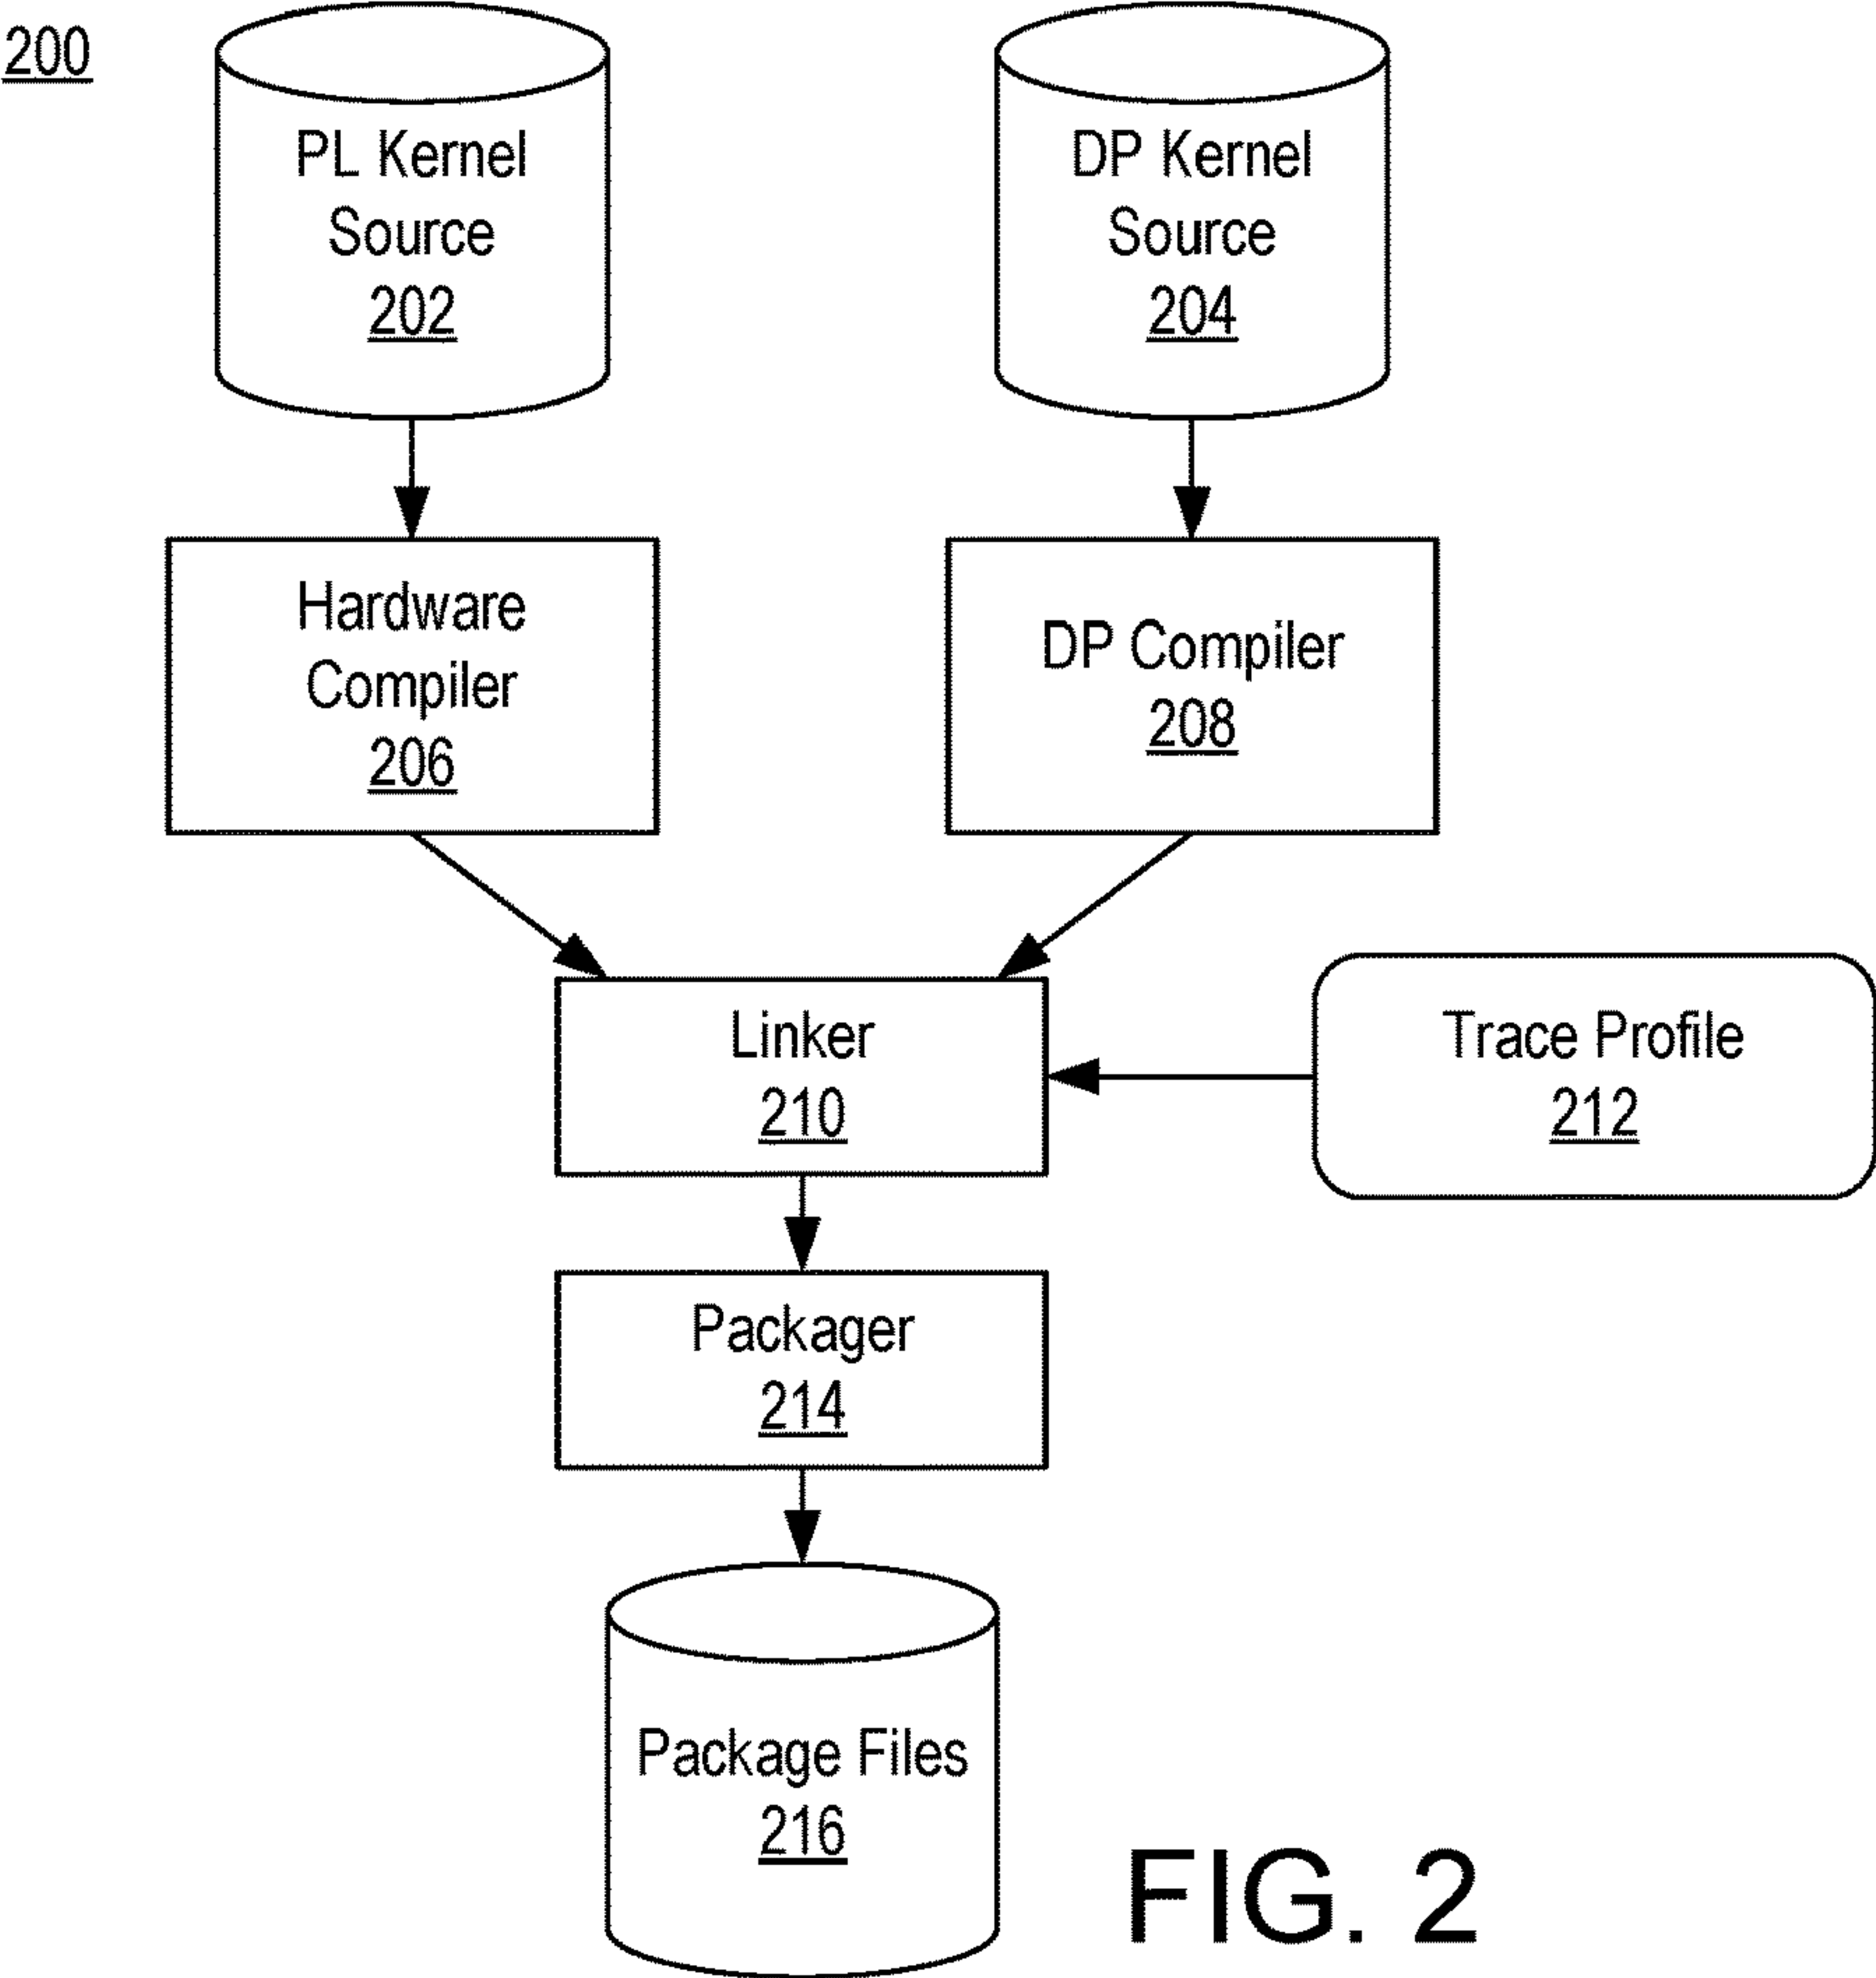 200
PL Kernel
Source
202
DP Kernel
Source
204
Hardware
Compiler
206
DP Compiler
208
Linker
210
Trace Profile
212
Packager
214
Package Files
216
FIG. 2